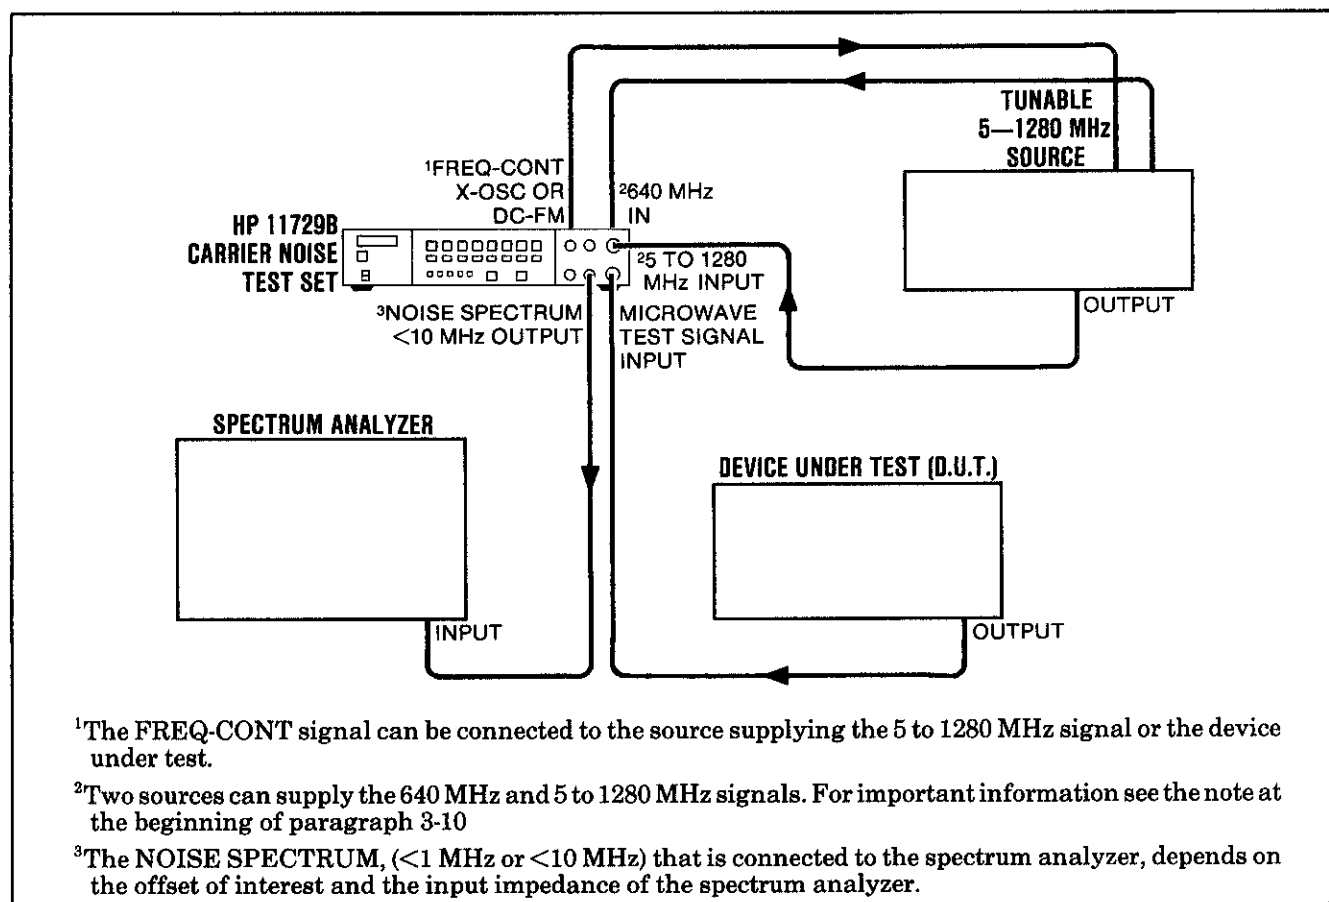 TUNABLE
5—1280 MHz
SOURCE
¹FREQ-CONT
X-OSC OR
DC-FM
²640 MHz
IN
HP 11729B
CARRIER NOISE
TEST SET
²5 TO 1280
MHz INPUT
OUTPUT
³NOISE SPECTRUM
<10 MHz OUTPUT
MICROWAVE
TEST SIGNAL
INPUT
SPECTRUM ANALYZER
INPUT
DEVICE UNDER TEST (D.U.T.)
OUTPUT
¹The FREQ-CONT signal can be connected to the source supplying the 5 to 1280 MHz signal or the device
under test.
²Two sources can supply the 640 MHz and 5 to 1280 MHz signals. For important information see the note at
the beginning of paragraph 3-10
³The NOISE SPECTRUM, (<1 MHz or <10 MHz) that is connected to the spectrum analyzer, depends on
the offset of interest and the input impedance of the spectrum analyzer.